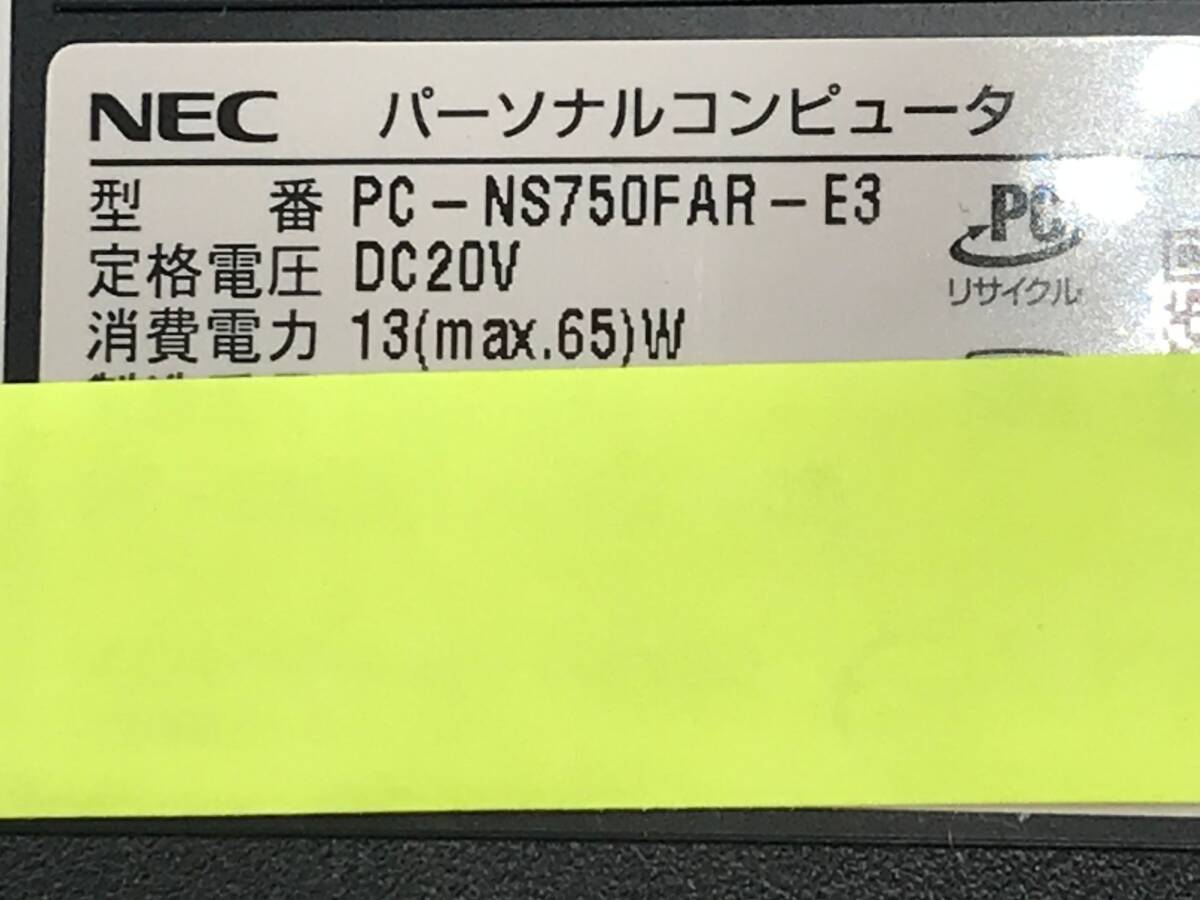 NEC パーソナルコンピュータ
型 番 PC-NS750FAR-E3
定格電圧 DC20V
消費電力 13(max.65)W
PC
リサイクル